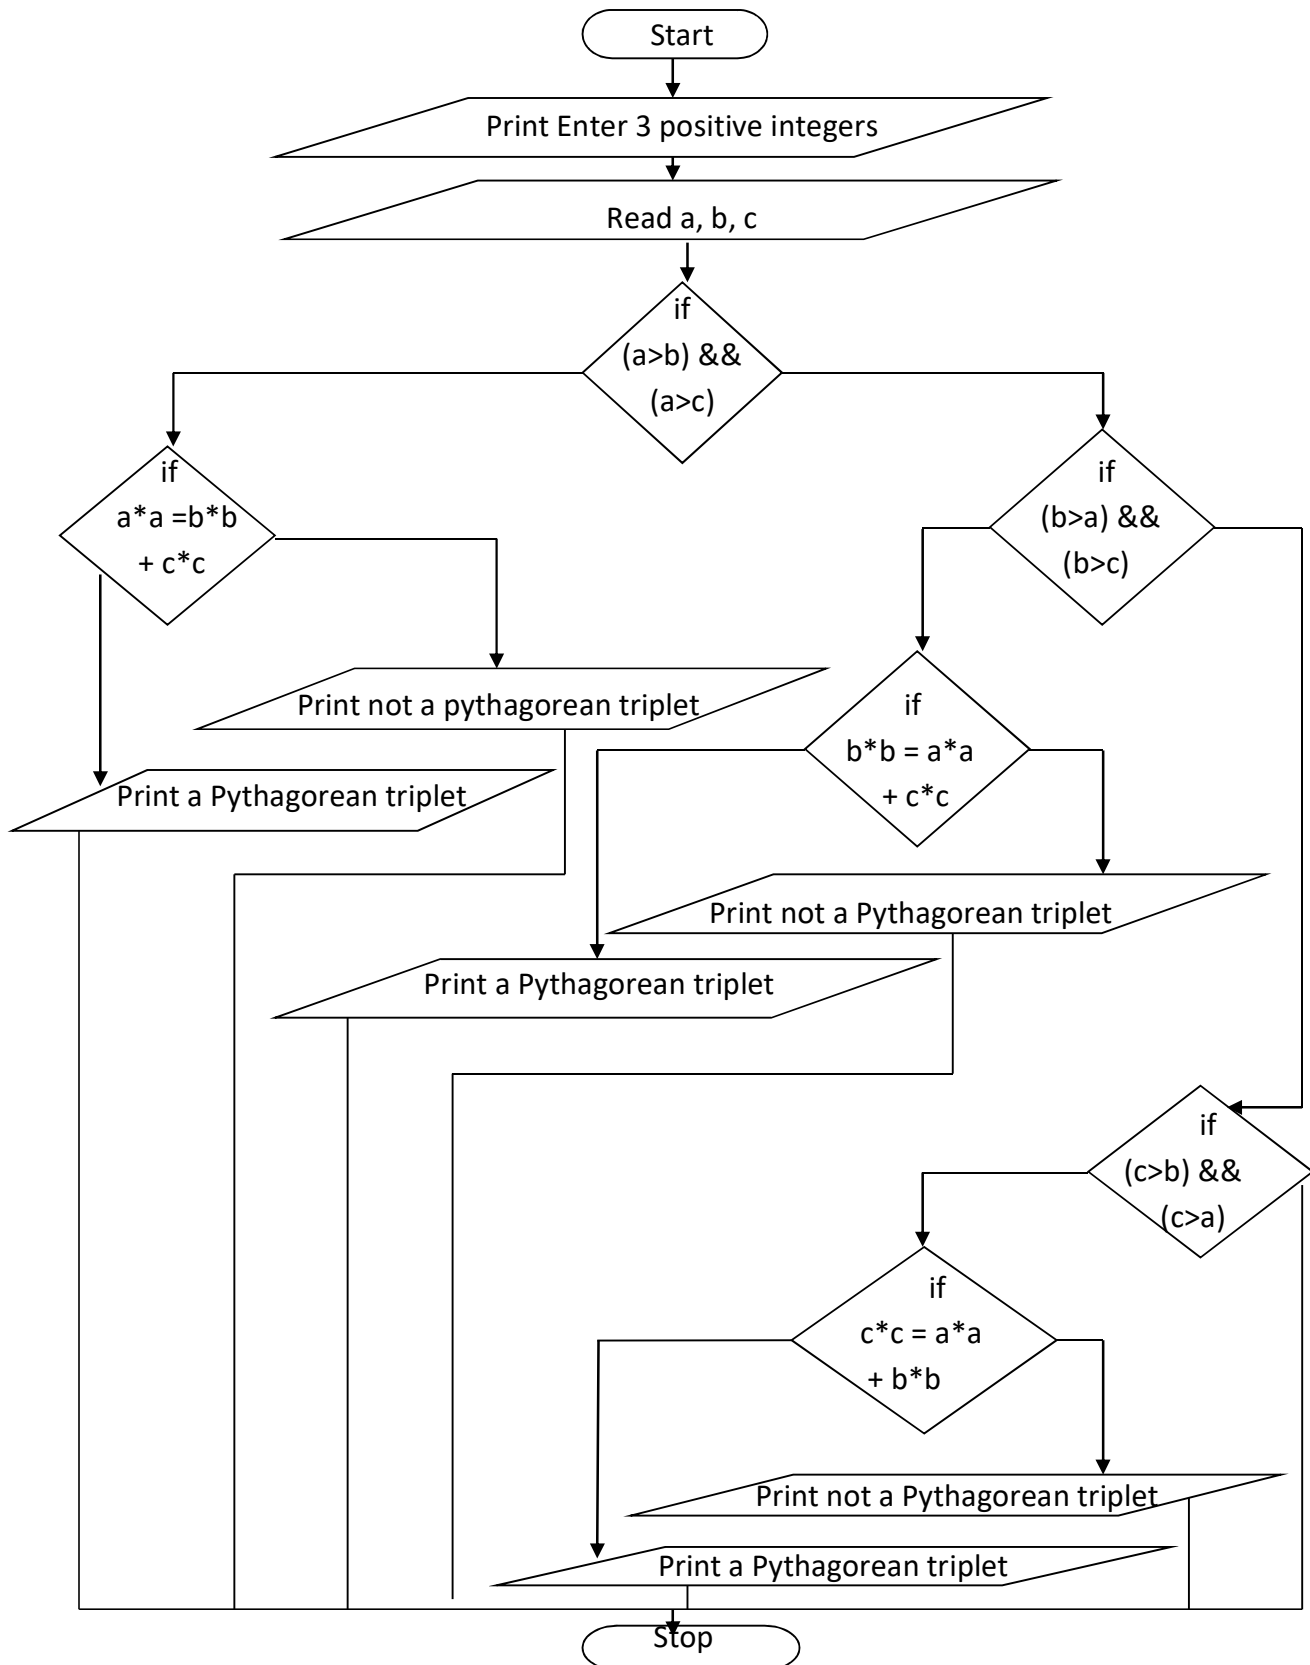 Start
Print Enter 3 positive integers
Read a, b, c
if
(a>b) &&
(a>c)
if
a*a =b*b
+ c*c
if
(b>a) &&
(b>c)
Print not a pythagorean triplet
if
b*b = a*a
+ c*c
Print a Pythagorean triplet
Print not a Pythagorean triplet
Print a Pythagorean triplet
if
(c>b) &&
(c>a)
if
c*c = a*a
+ b*b
Print not a Pythagorean triplet
Print a Pythagorean triplet
Stop